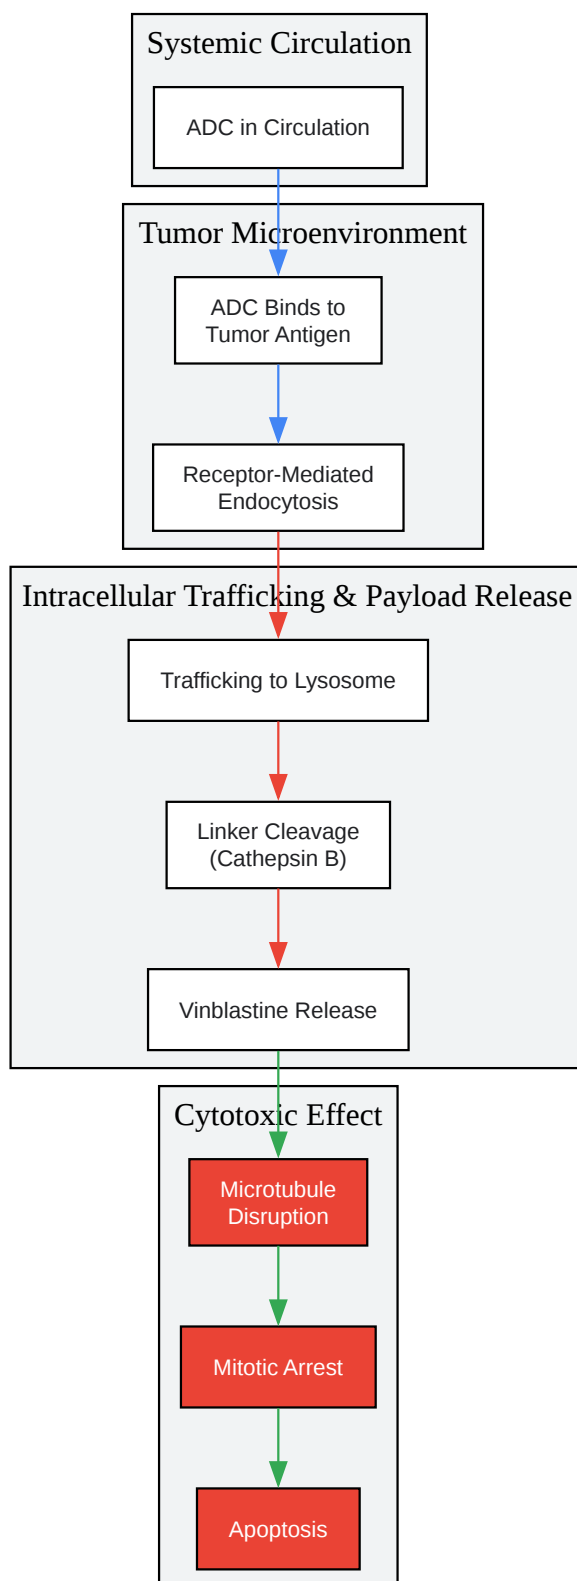 Systemic Circulation
ADC in Circulation
Tumor Microenvironment
ADC Binds to
Tumor Antigen
Receptor-Mediated
Endocytosis
Intracellular Trafficking & Payload Release
Trafficking to Lysosome
Linker Cleavage
(Cathepsin B)
Vinblastine Release
Cytotoxic Effect
Microtubule
Disruption
Mitotic Arrest
Apoptosis